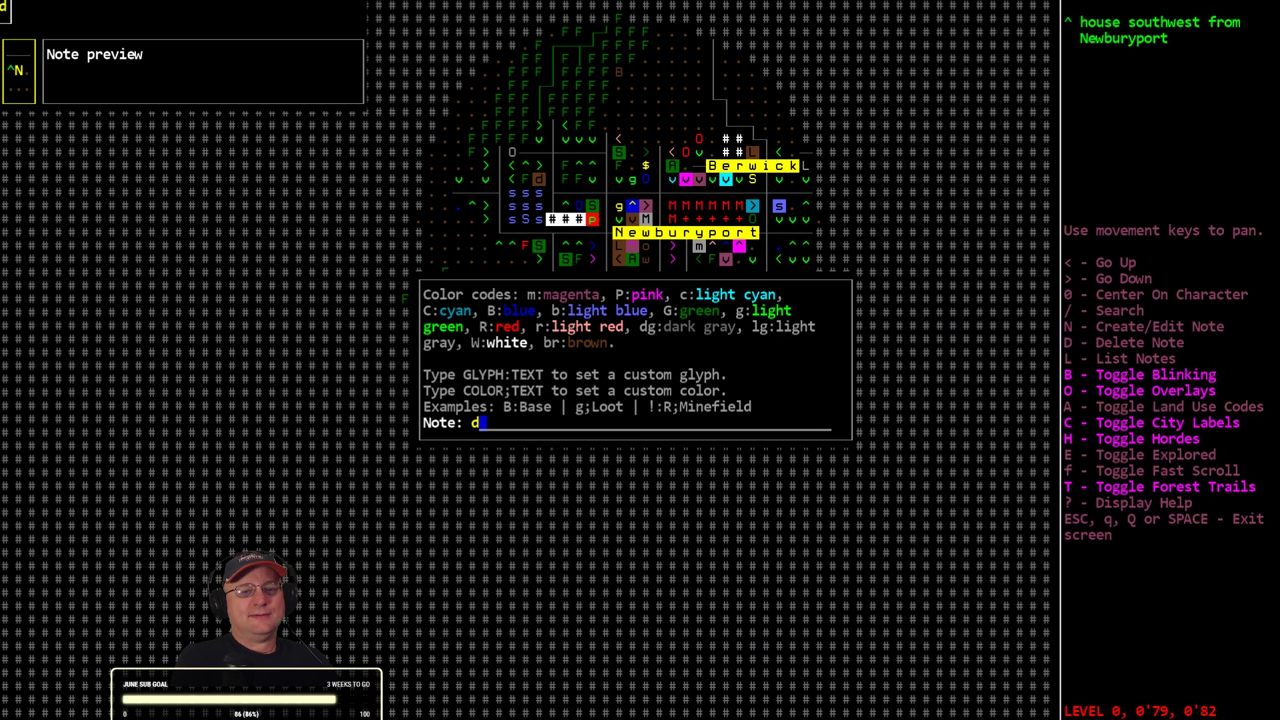 d
Note preview
^N.
Berwick
Newburyport
Color codes: m:magenta, P:pink, c:light cyan,
C:cyan, B:blue, b:light blue, G:green, g:light
green, R:red, r:light red, dg:dark gray, lg:light
gray, W:white, br:brown.
Type GLYPH:TEXT to set a custom glyph.
Type COLOR;TEXT to set a custom color.
Examples: B:Base | g;Loot | !:R;Minefield
Note: d
^ house southwest from
Newburyport
Use movement keys to pan.
< - Go Up
> - Go Down
0 - Center On Character
/ - Search
N - Create/Edit Note
D - Delete Note
L - List Notes
B - Toggle Blinking
O - Toggle Overlays
A - Toggle Land Use Codes
C - Toggle City Labels
H - Toggle Hordes
E - Toggle Explored
f - Toggle Fast Scroll
T - Toggle Forest Trails
? - Display Help
ESC, q, Q or SPACE - Exit
screen
LEVEL 0, 0'79, 0'82
JUNE SUB GOAL 3 WEEKS TO GO
0 86 (86%) 100